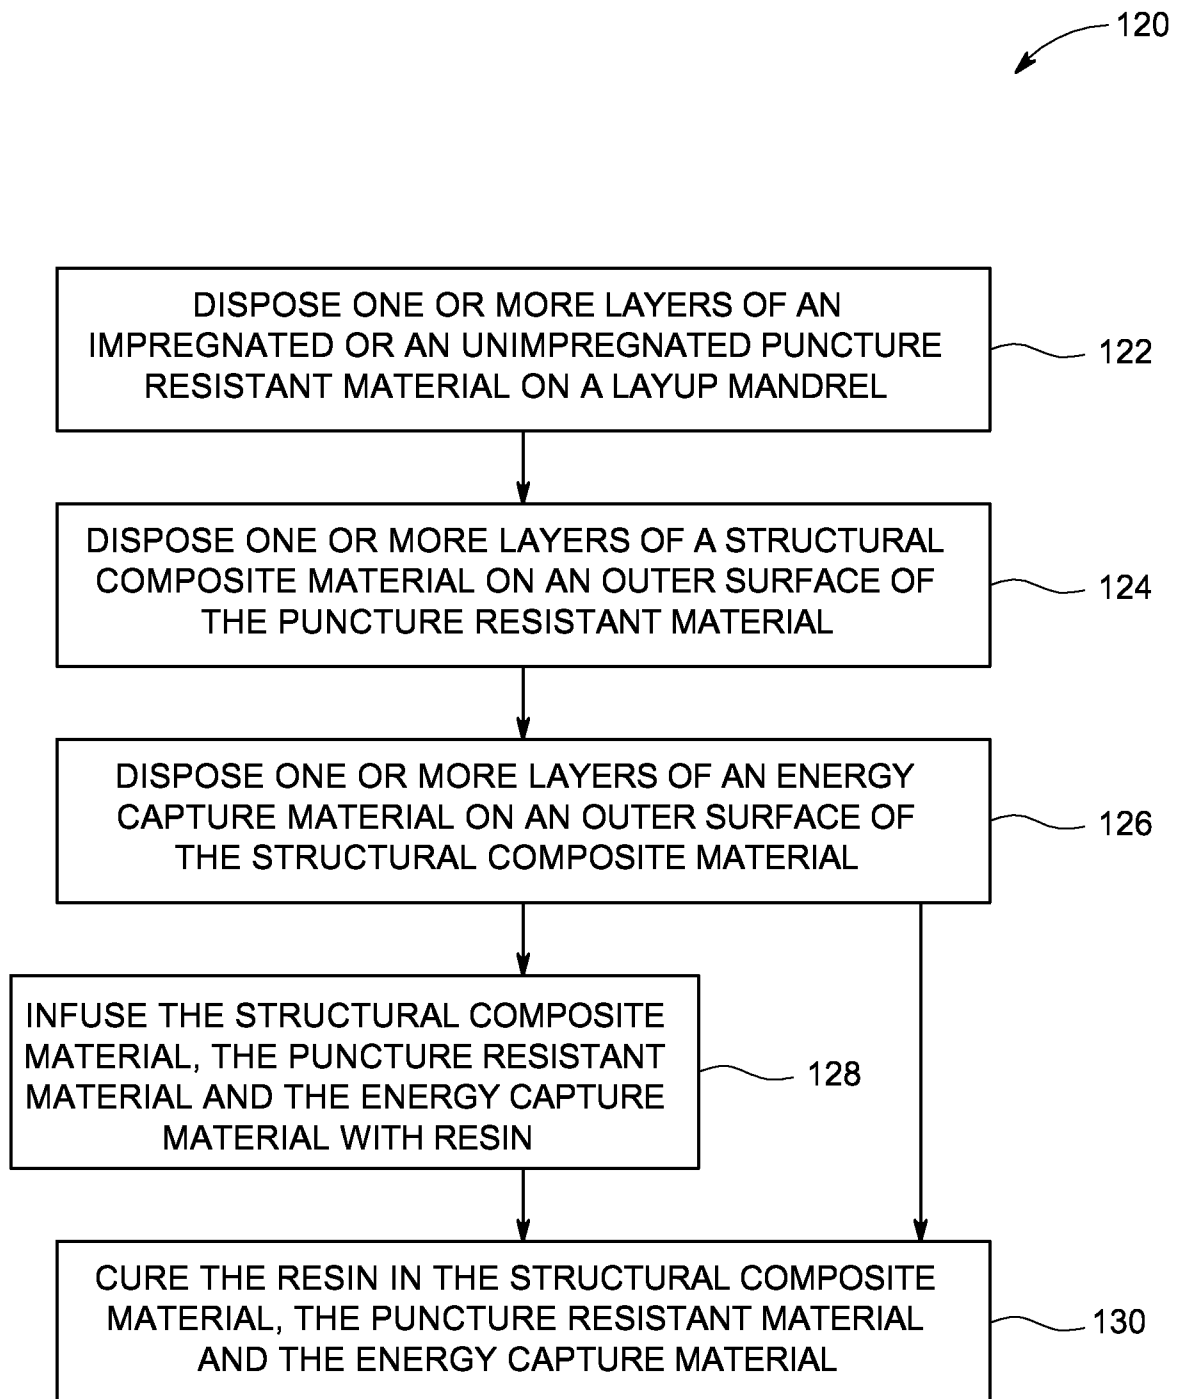 120
DISPOSE ONE OR MORE LAYERS OF AN
IMPREGNATED OR AN UNIMPREGNATED PUNCTURE
RESISTANT MATERIAL ON A LAYUP MANDREL
122
DISPOSE ONE OR MORE LAYERS OF A STRUCTURAL
COMPOSITE MATERIAL ON AN OUTER SURFACE OF
THE PUNCTURE RESISTANT MATERIAL
124
DISPOSE ONE OR MORE LAYERS OF AN ENERGY
CAPTURE MATERIAL ON AN OUTER SURFACE OF
THE STRUCTURAL COMPOSITE MATERIAL
126
INFUSE THE STRUCTURAL COMPOSITE
MATERIAL, THE PUNCTURE RESISTANT
MATERIAL AND THE ENERGY CAPTURE
MATERIAL WITH RESIN
128
CURE THE RESIN IN THE STRUCTURAL COMPOSITE
MATERIAL, THE PUNCTURE RESISTANT MATERIAL
AND THE ENERGY CAPTURE MATERIAL
130